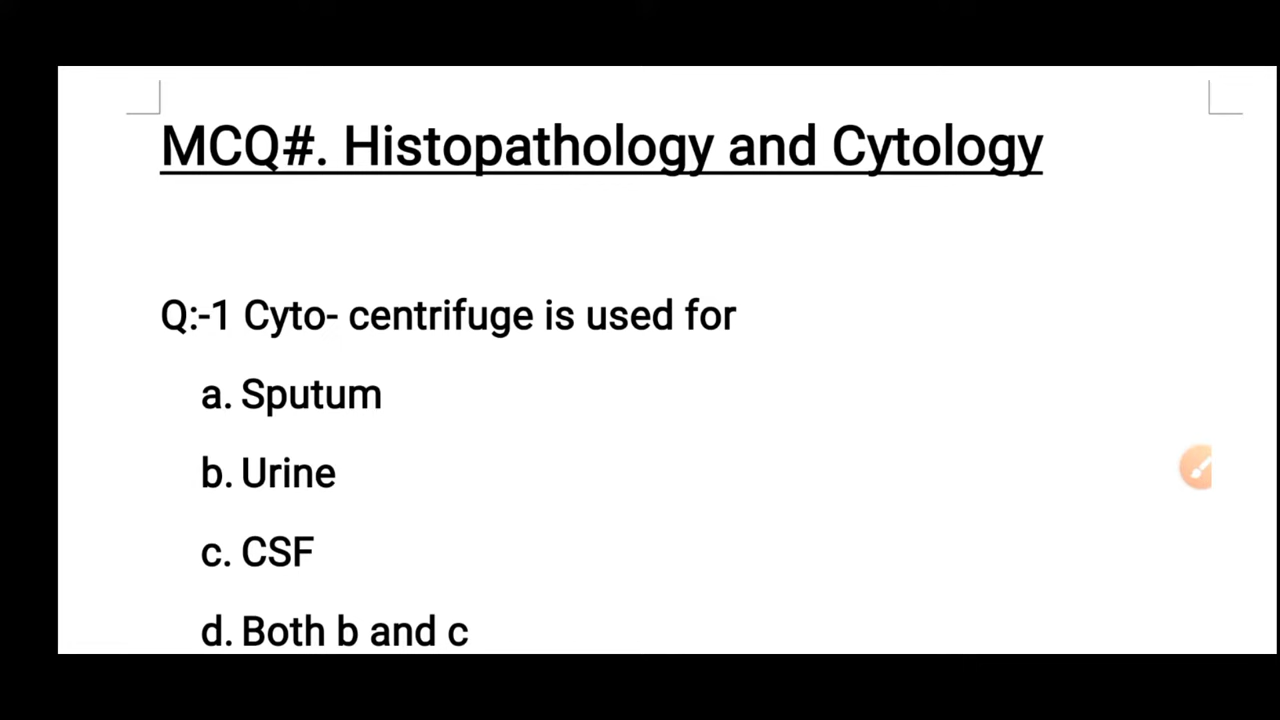 MCQ#. Histopathology and Cytology
Q:-1 Cyto- centrifuge is used for
a. Sputum
b. Urine
c. CSF
d. Both b and c